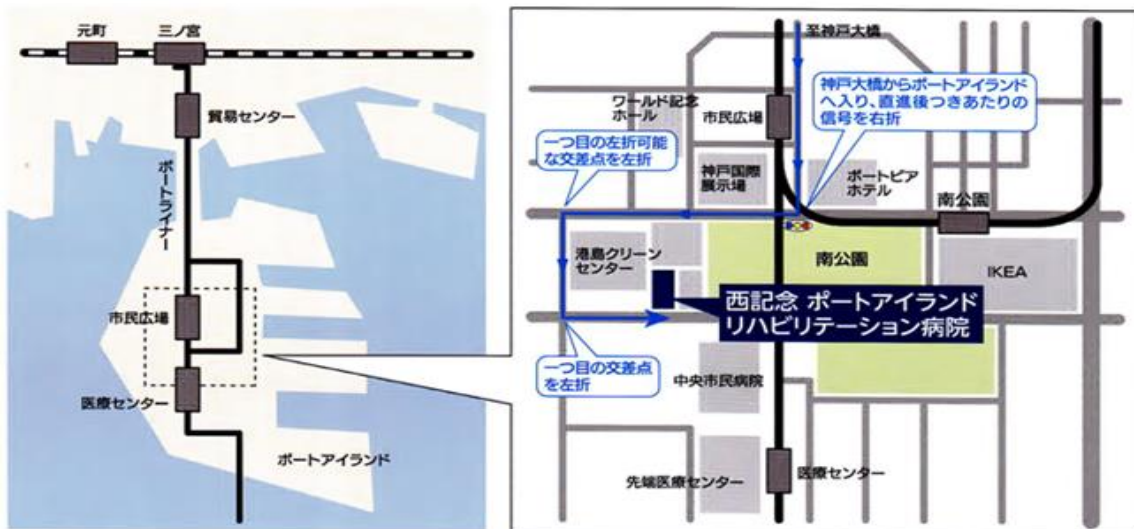 元町
三ノ宮
貿易センター
ポートライナー
市民広場
医療センター
ポートアイランド
至神戸大橋
神戸大橋からポートアイランド
へ入り、直進後つきあたりの
信号を右折
ワールド記念
ホール
市民広場
一つ目の左折可能
な交差点を左折
神戸国際
展示場
ポートピア
ホテル
南公園
港島クリーン
センター
南公園
IKEA
西記念 ポートアイランド
リハビリテーション病院
一つ目の交差点
を左折
中央市民病院
先端医療センター
医療センター